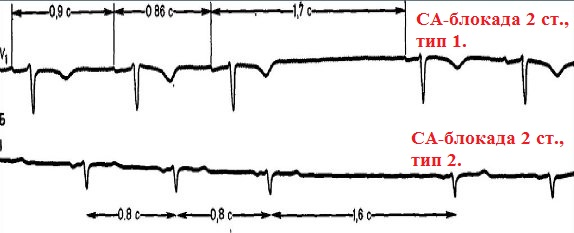 0,9 с 0 86 с 1,7 с
СА-блокада 2 ст.,
тип 1.
V1
Б
СА-блокада 2 ст.,
тип 2.
0.8 с 0,8 с 1,6 с